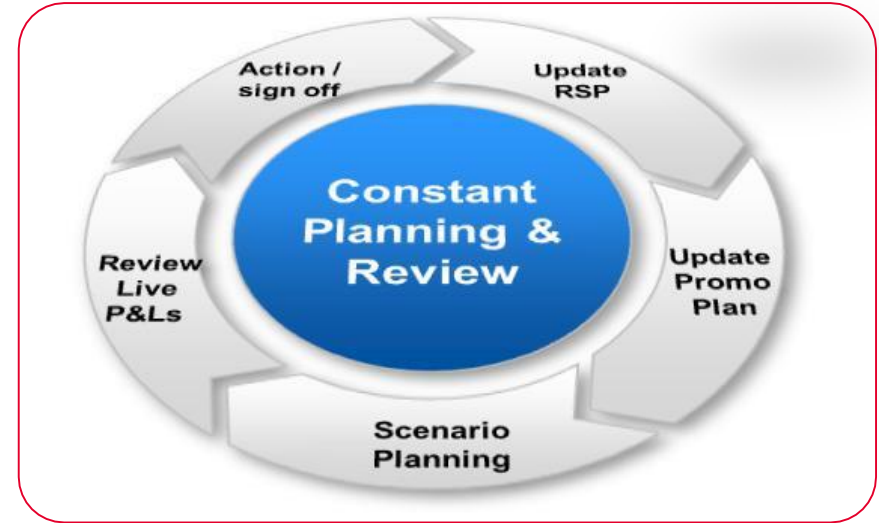 Constant
Planning &
Review
Action /
sign off
Update
RSP
Update
Promo
Plan
Scenario
Planning
Review
Live
P&Ls